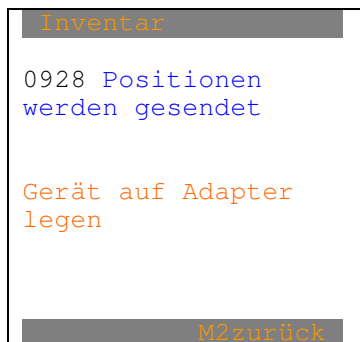 Inventar
0928 Positionen
werden gesendet
Gerät auf Adapter
legen
M2zurück